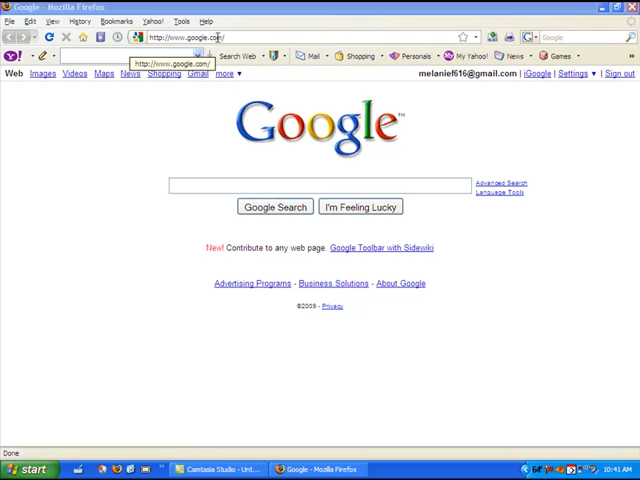 Google - Mozilla Firefox
File Edit View History Bookmarks Yahoo! Tools Help
http://www.google.com/
Y! Search Web Mail Shopping Personals My Yahoo! News Games
http://www.google.com/
Web Images Videos Maps News Shopping Gmail more ▼ melanief616@gmail.com | iGoogle | Settings ▼ | Sign out
Google™
Advanced Search
Language Tools
Google Search I'm Feeling Lucky
New! Contribute to any web page. Google Toolbar with Sidewiki
Advertising Programs - Business Solutions - About Google
©2009 - Privacy
Done
start Camtasia Studio - Unt... Google - Mozilla Firefox 64° 10:41 AM